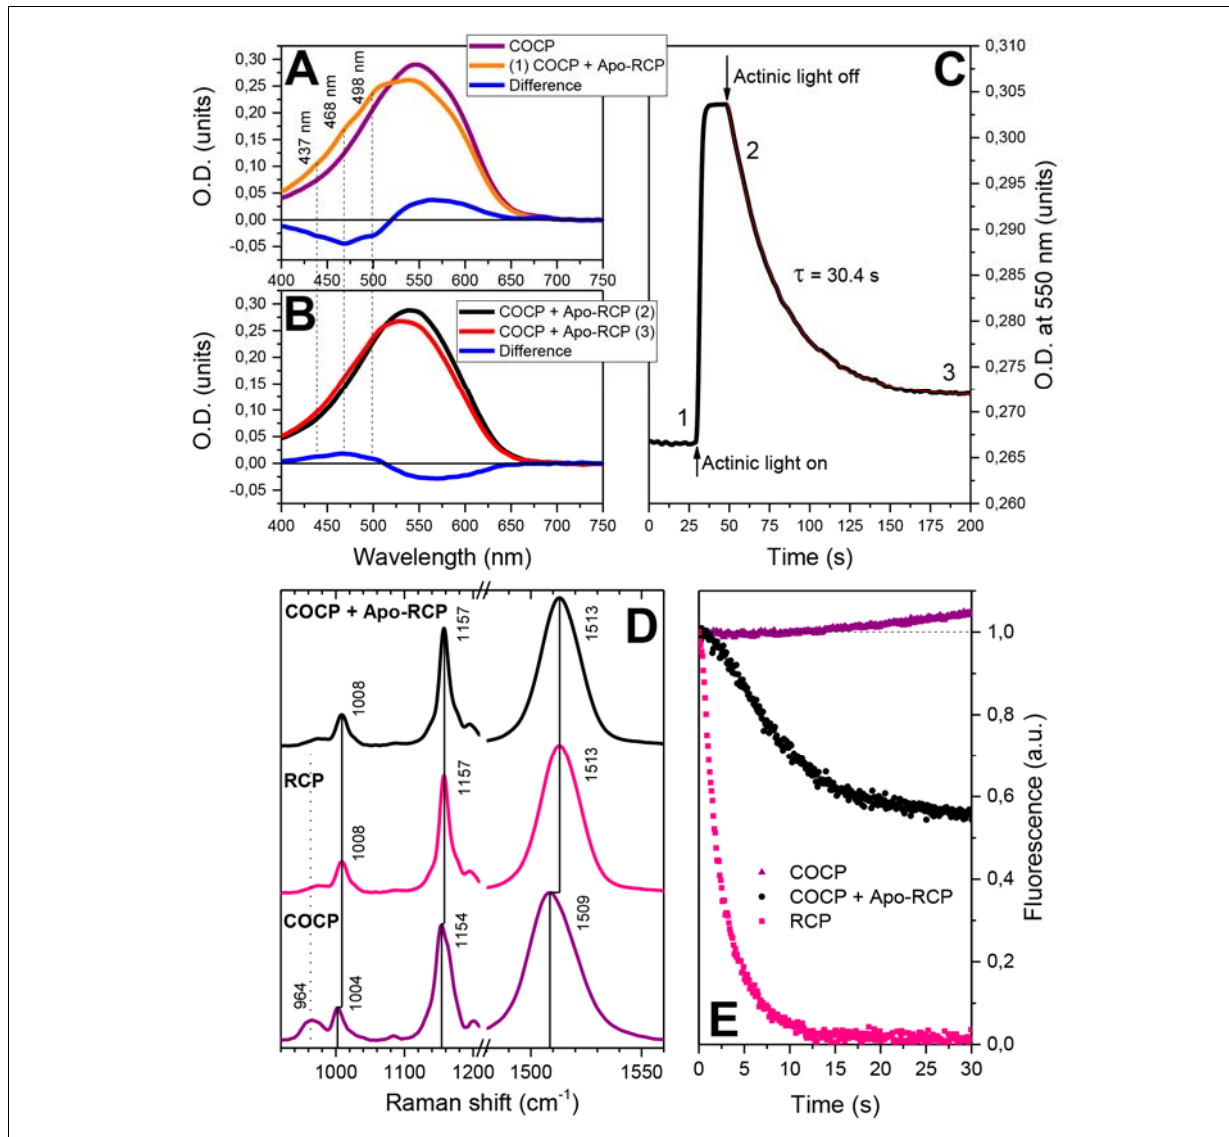 A
COCP
(1) COCP + Apo-RCP
Difference
437 nm
468 nm
498 nm
O.D. (units)
0,30
0,25
0,20
0,15
0,10
0,05
0,00
-0,05
400 450 500 550 600 650 700 750
B
COCP + Apo-RCP (2)
COCP + Apo-RCP (3)
Difference
O.D. (units)
0,30
0,25
0,20
0,15
0,10
0,05
0,00
-0,05
400 450 500 550 600 650 700 750
Wavelength (nm)
C
Actinic light off
2
τ = 30.4 s
1
3
Actinic light on
0,310
0,305
0,300
0,295
0,290
0,285
0,280
0,275
0,270
0,265
0,260
O.D. at 550 nm (units)
0 25 50 75 100 125 150 175 200
Time (s)
D
COCP + Apo-RCP
1008
1157
1513
RCP
1008
1157
1513
COCP
964
1004
1154
1509
1000 1100 1200 1500 1550
Raman shift (cm⁻¹)
E
COCP
COCP + Apo-RCP
RCP
1,0
0,8
0,6
0,4
0,2
0,0
Fluorescence (a.u.)
0 5 10 15 20 25 30
Time (s)